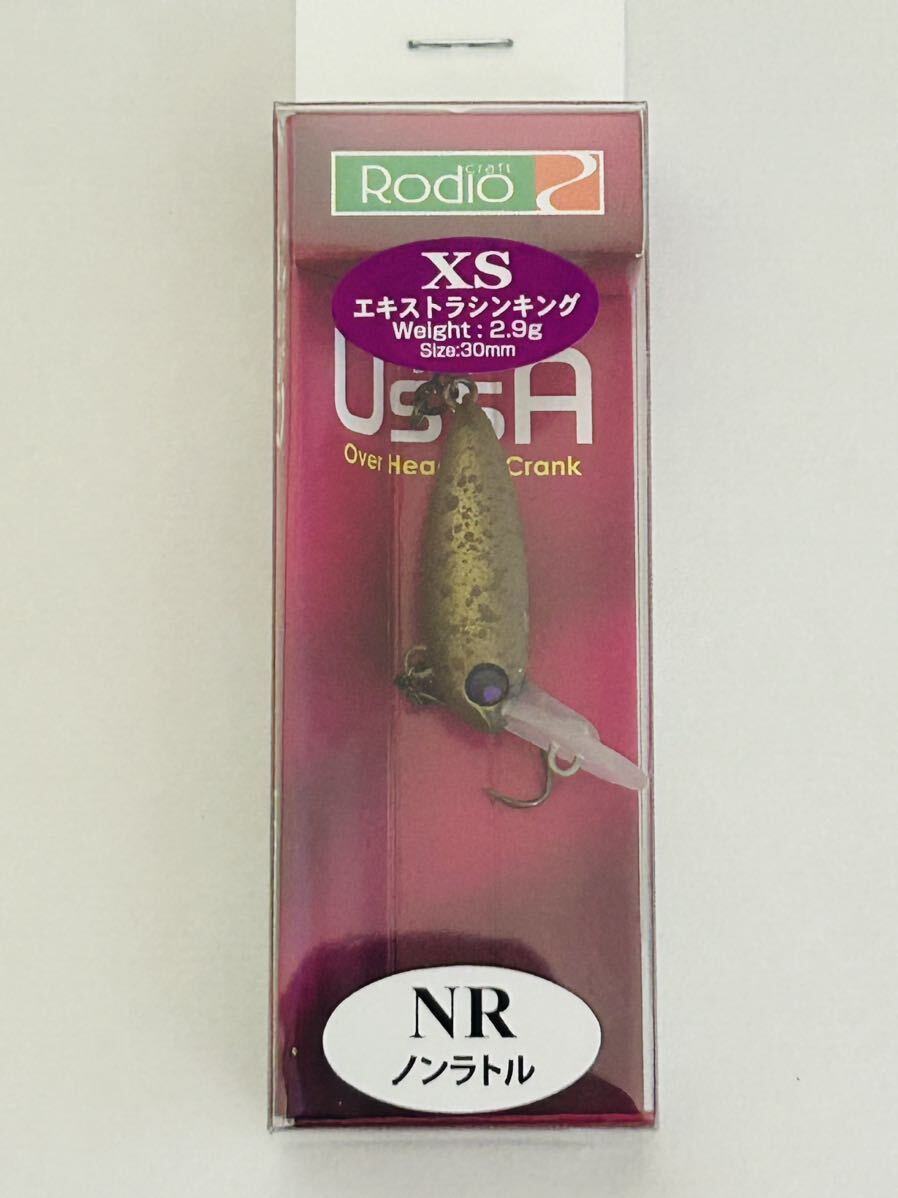 Rodio craft
XS
エキストラシンキング
Weight : 2.9g
Size:30mm
Over Crank
NR
ノンラトル